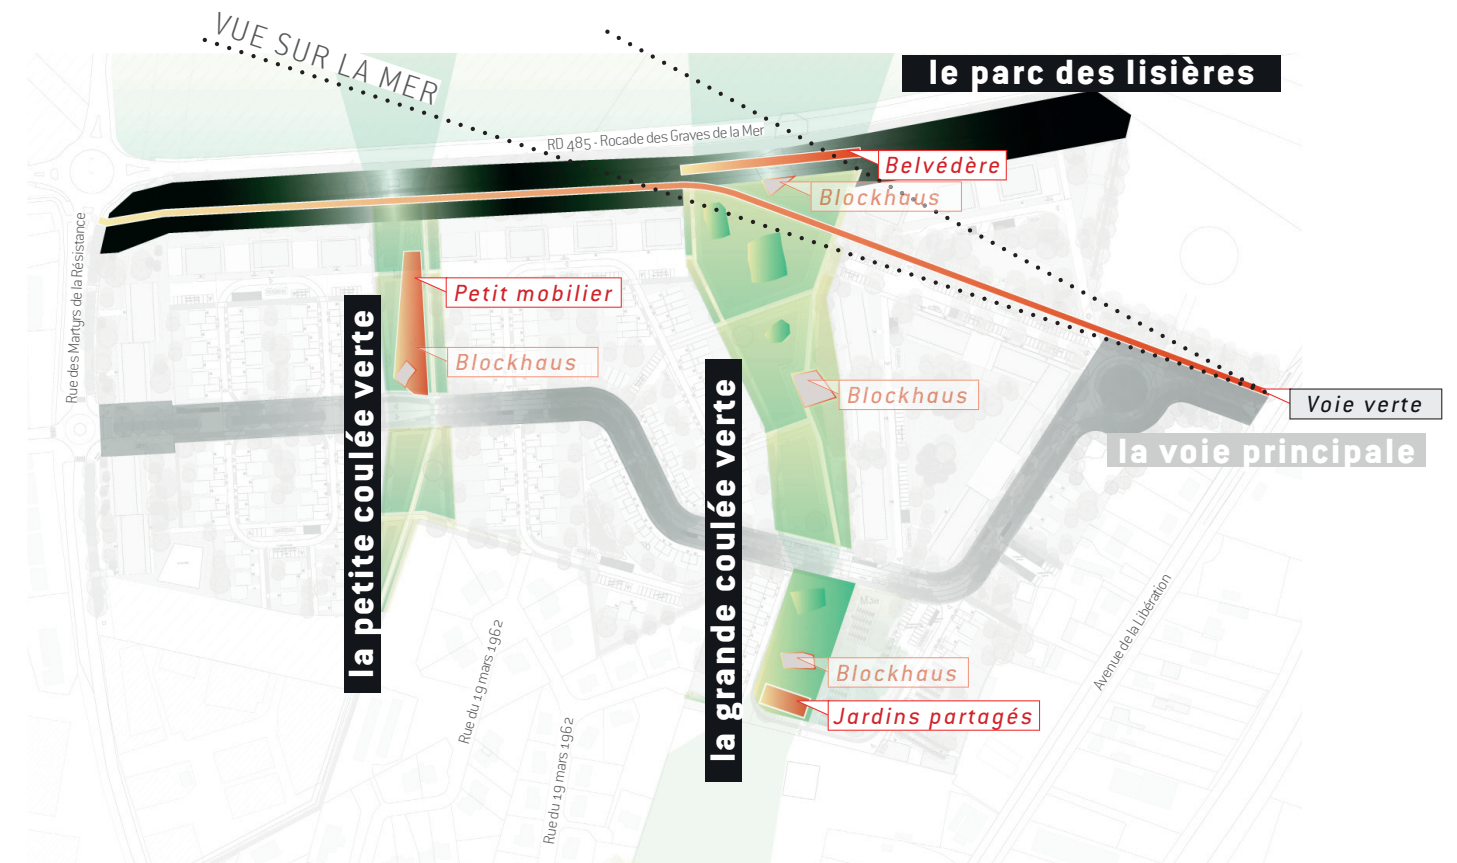 VUE SUR LA MER
le parc des lisières
RD 485 - Rocade des Graves de la Mer
Belvédère
Blockhaus
Rue des Martyrs de la Résistance
Petit mobilier
Blockhaus
la petite coulée verte
Blockhaus
la grande coulée verte
Voie verte
la voie principale
Avenue de la Libération
Rue du 19 mars 1962
Blockhaus
Jardins partagés
Rue du 19 mars 1962